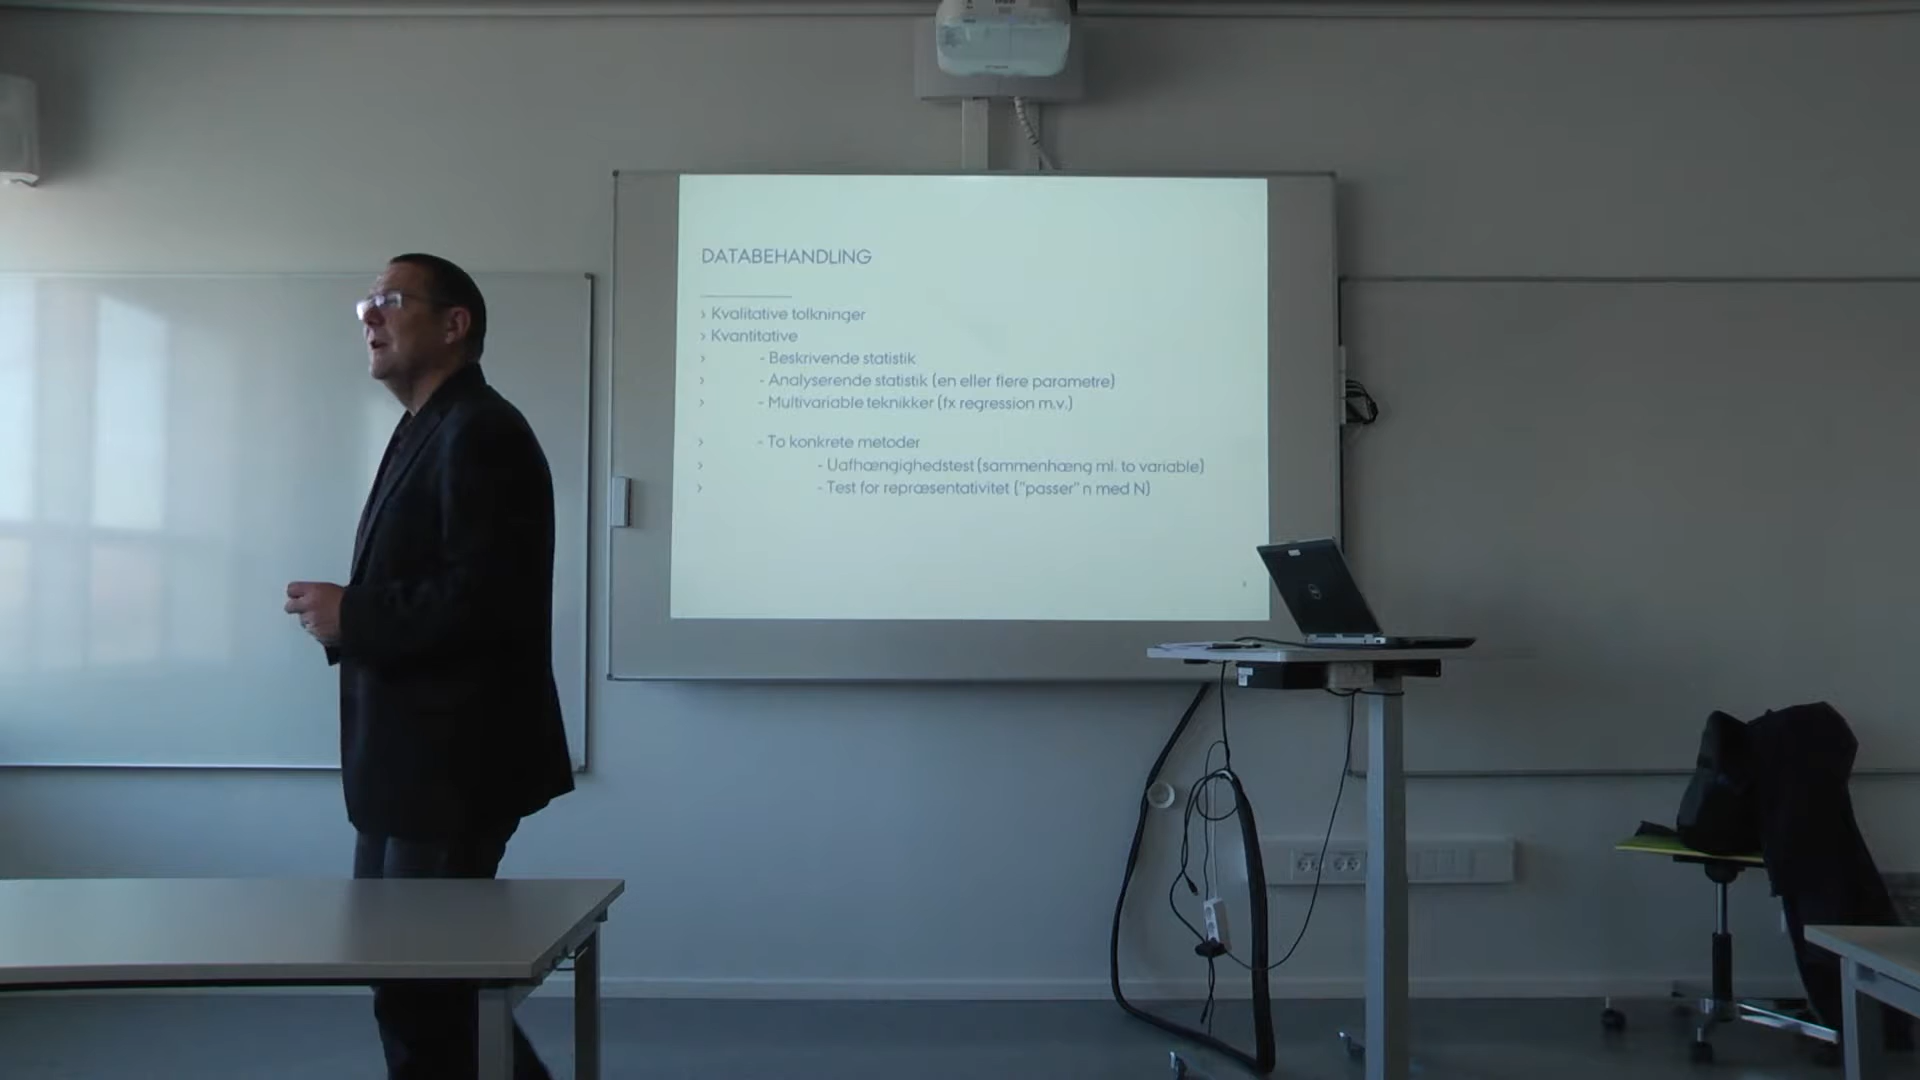 DATABEHANDLING
› Kvalitative tolkninger
› Kvantitative
› - Beskrivende statistik
› - Analyserende statistik (en eller flere parametre)
› - Multivariable teknikker (fx regression m.v.)
› - To konkrete metoder
› - Uafhængighedstest (sammenhæng ml. to variable)
› - Test for repræsentativitet ("passer" n med N)